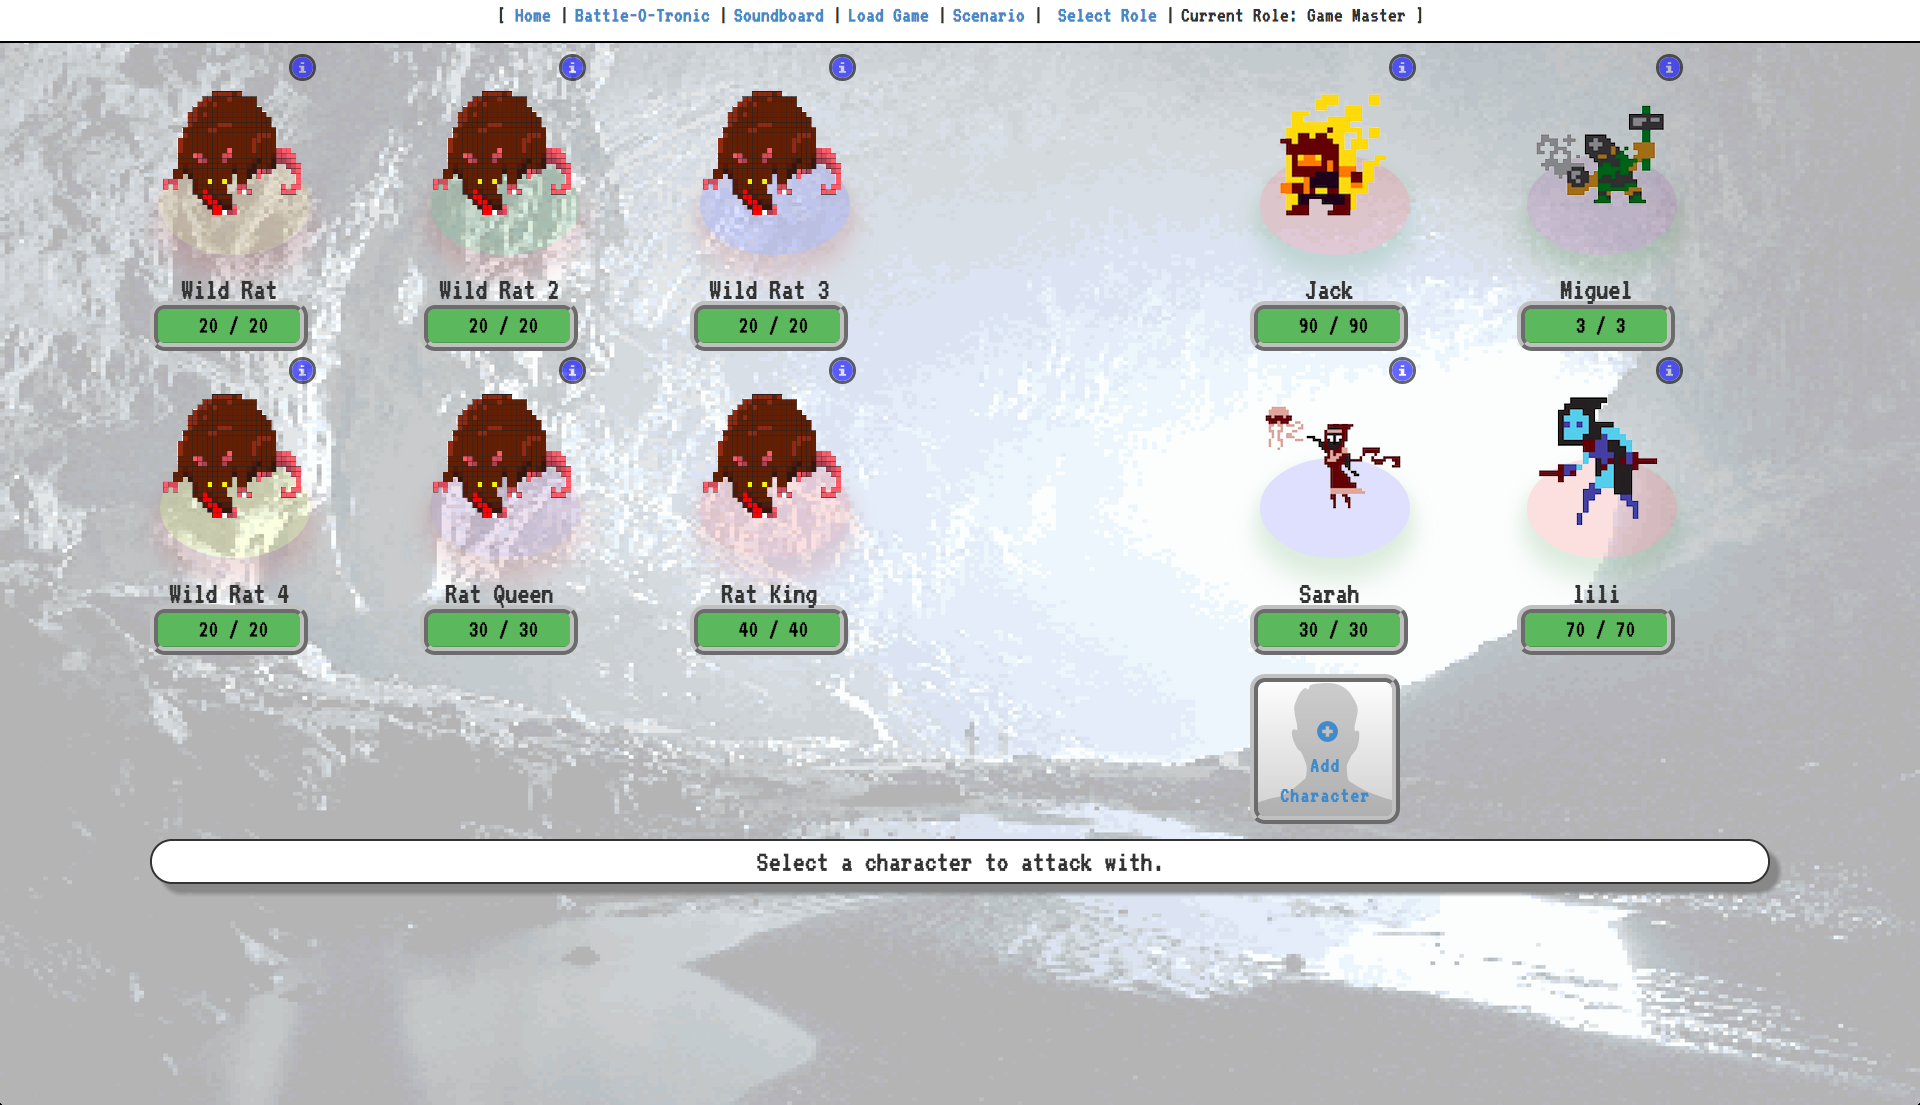 [ Home | Battle-O-Tronic | Soundboard | Load Game | Scenario | Select Role | Current Role: Game Master ]
i i i i i
Wild Rat Wild Rat 2 Wild Rat 3 Jack Miguel
20 / 20 20 / 20 20 / 20 90 / 90 3 / 3
i i i i i
Wild Rat 4 Rat Queen Rat King Sarah lili
20 / 20 30 / 30 40 / 40 30 / 30 70 / 70
Add
Character
Select a character to attack with.